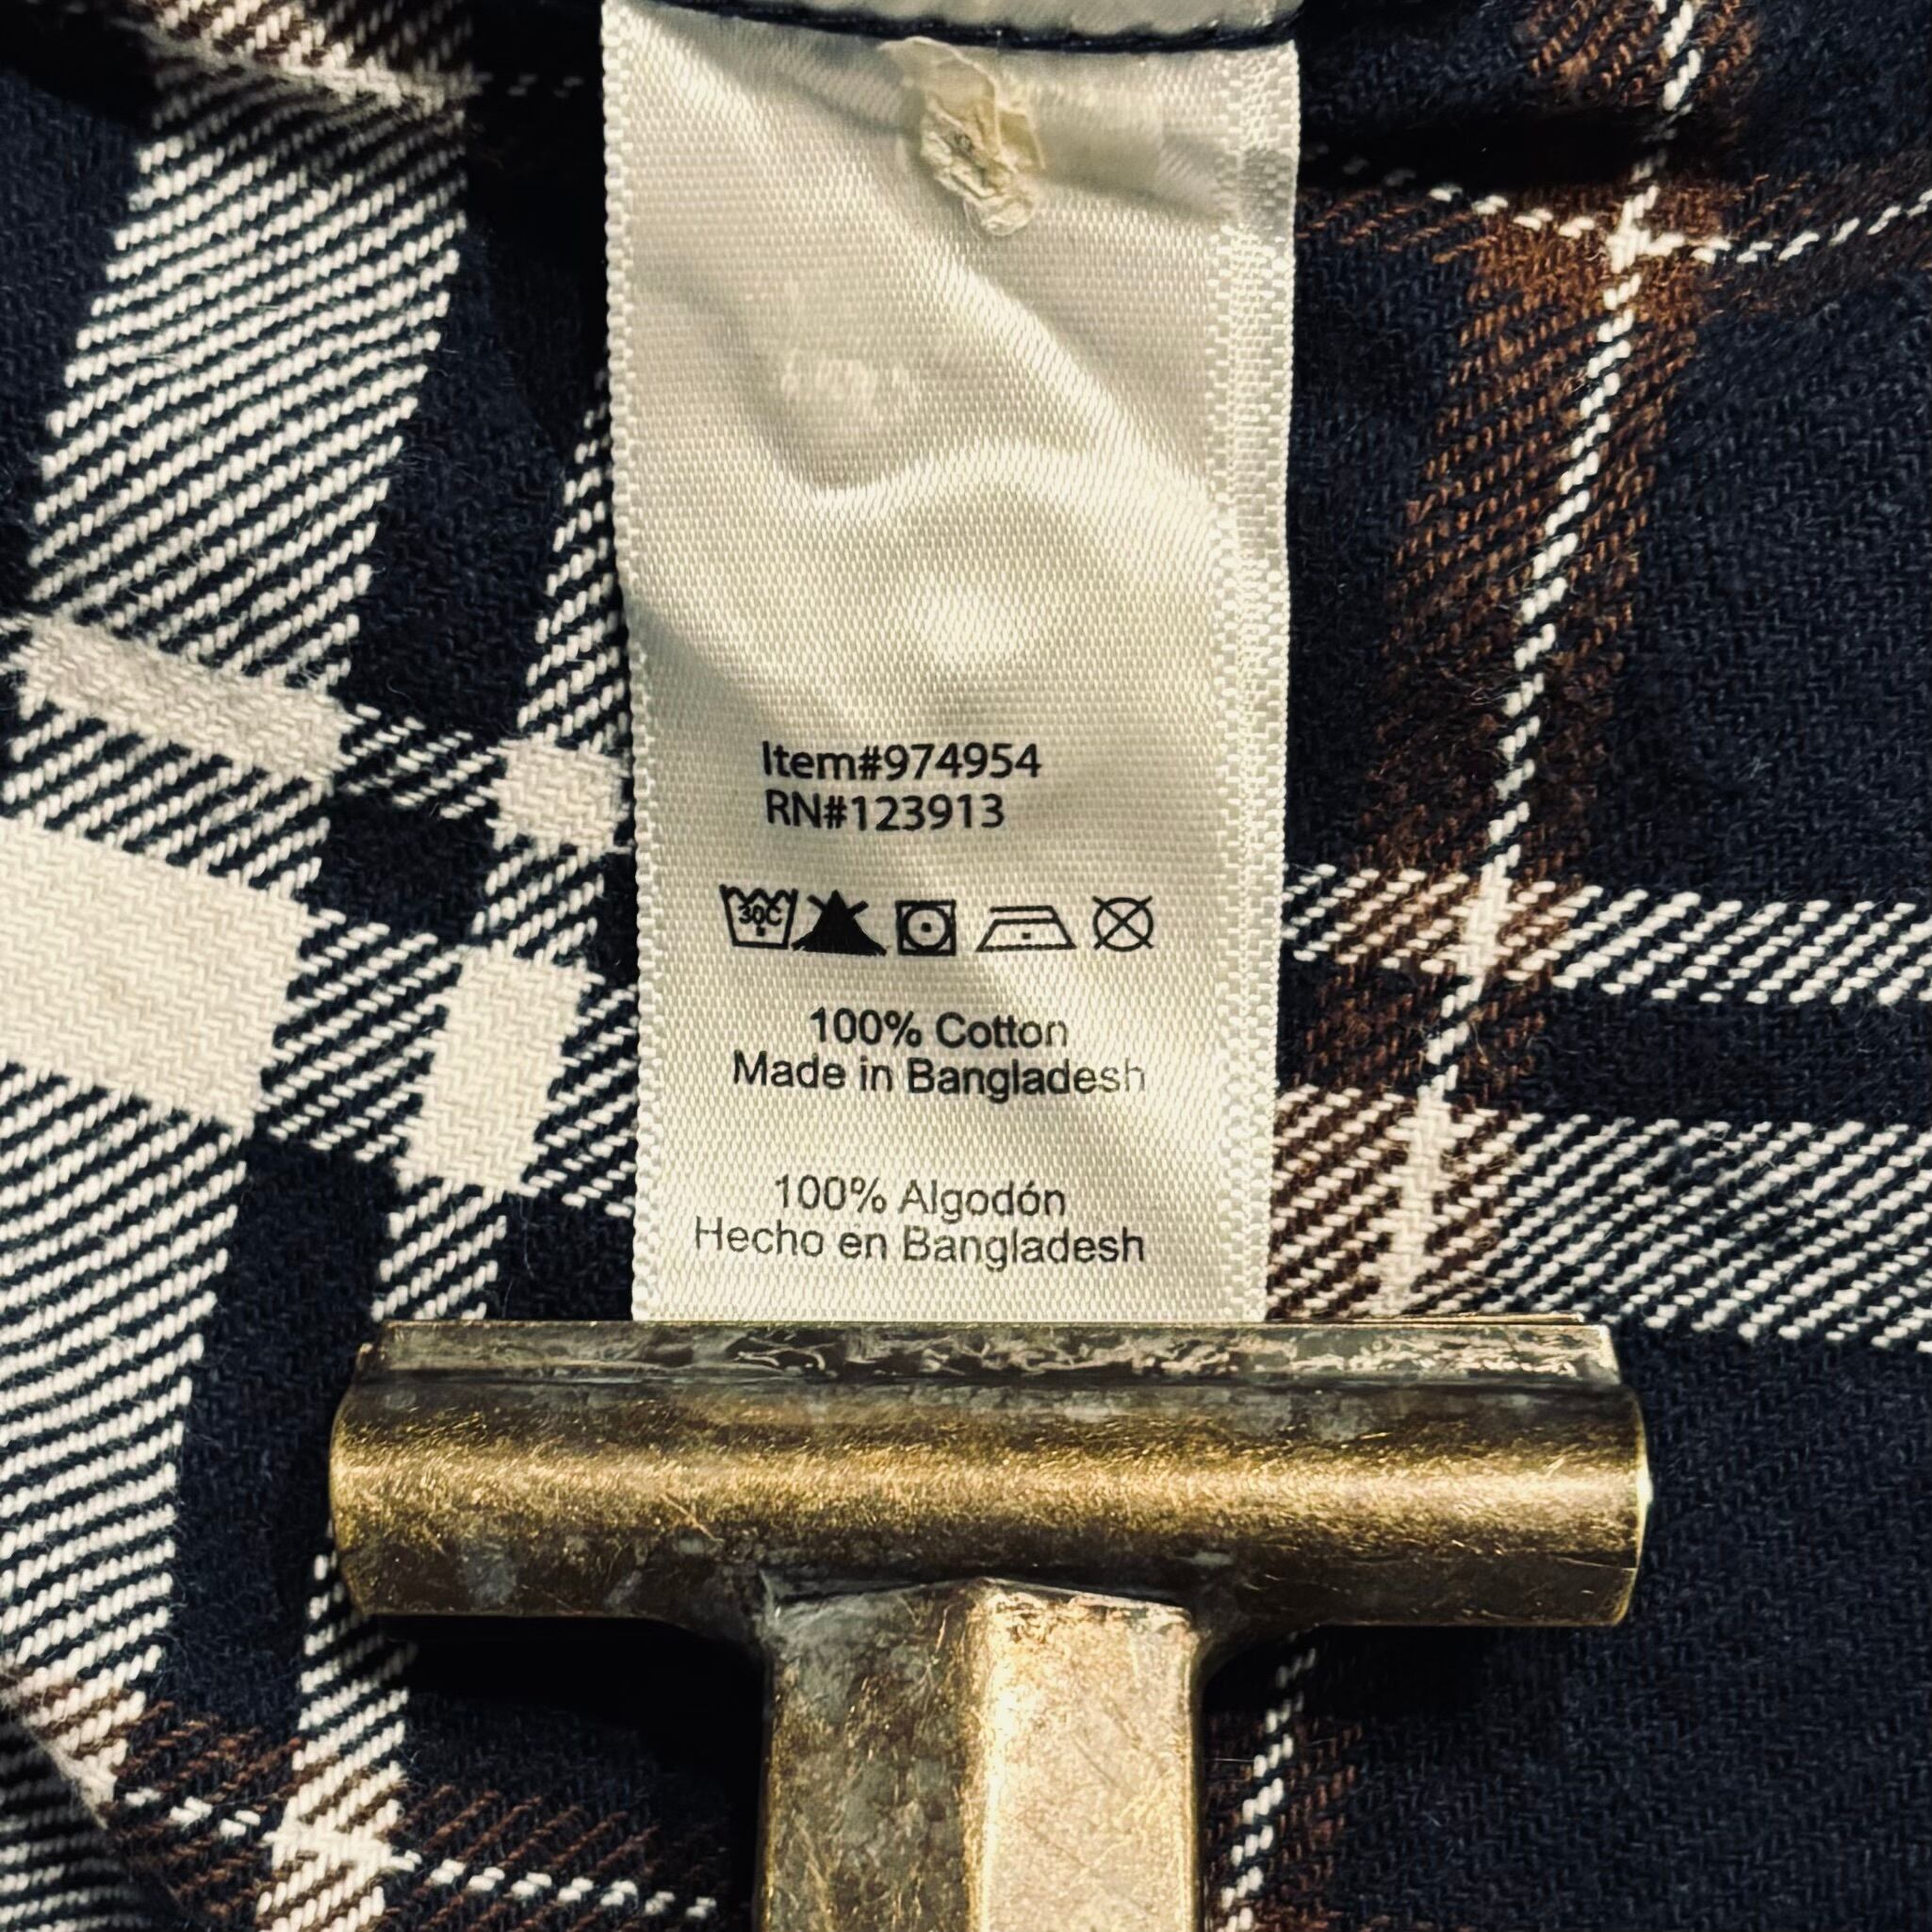 Item#974954
RN#123913
30C
100% Cotton
Made in Bangladesh
100% Algodón
Hecho en Bangladesh